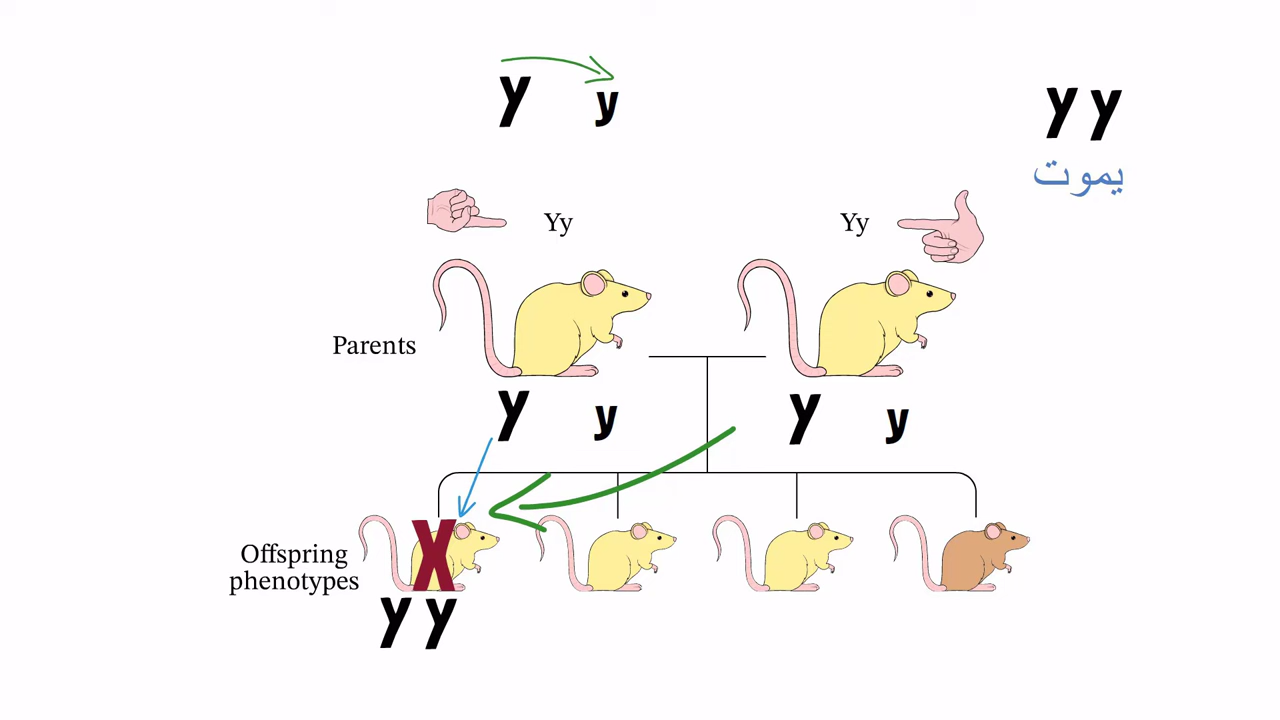 Y y
YY
يموت
Yy
Yy
Parents
Y y
Y y
Offspring
phenotypes
X
YY